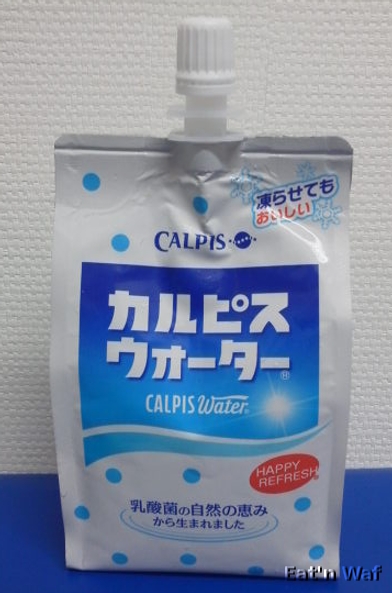 凍らせても
おいしい
CALPIS
カルピス
ウォーター®
CALPIS Water®
HAPPY
REFRESH
乳酸菌の自然の恵み
から生まれました
Eat'n Waf